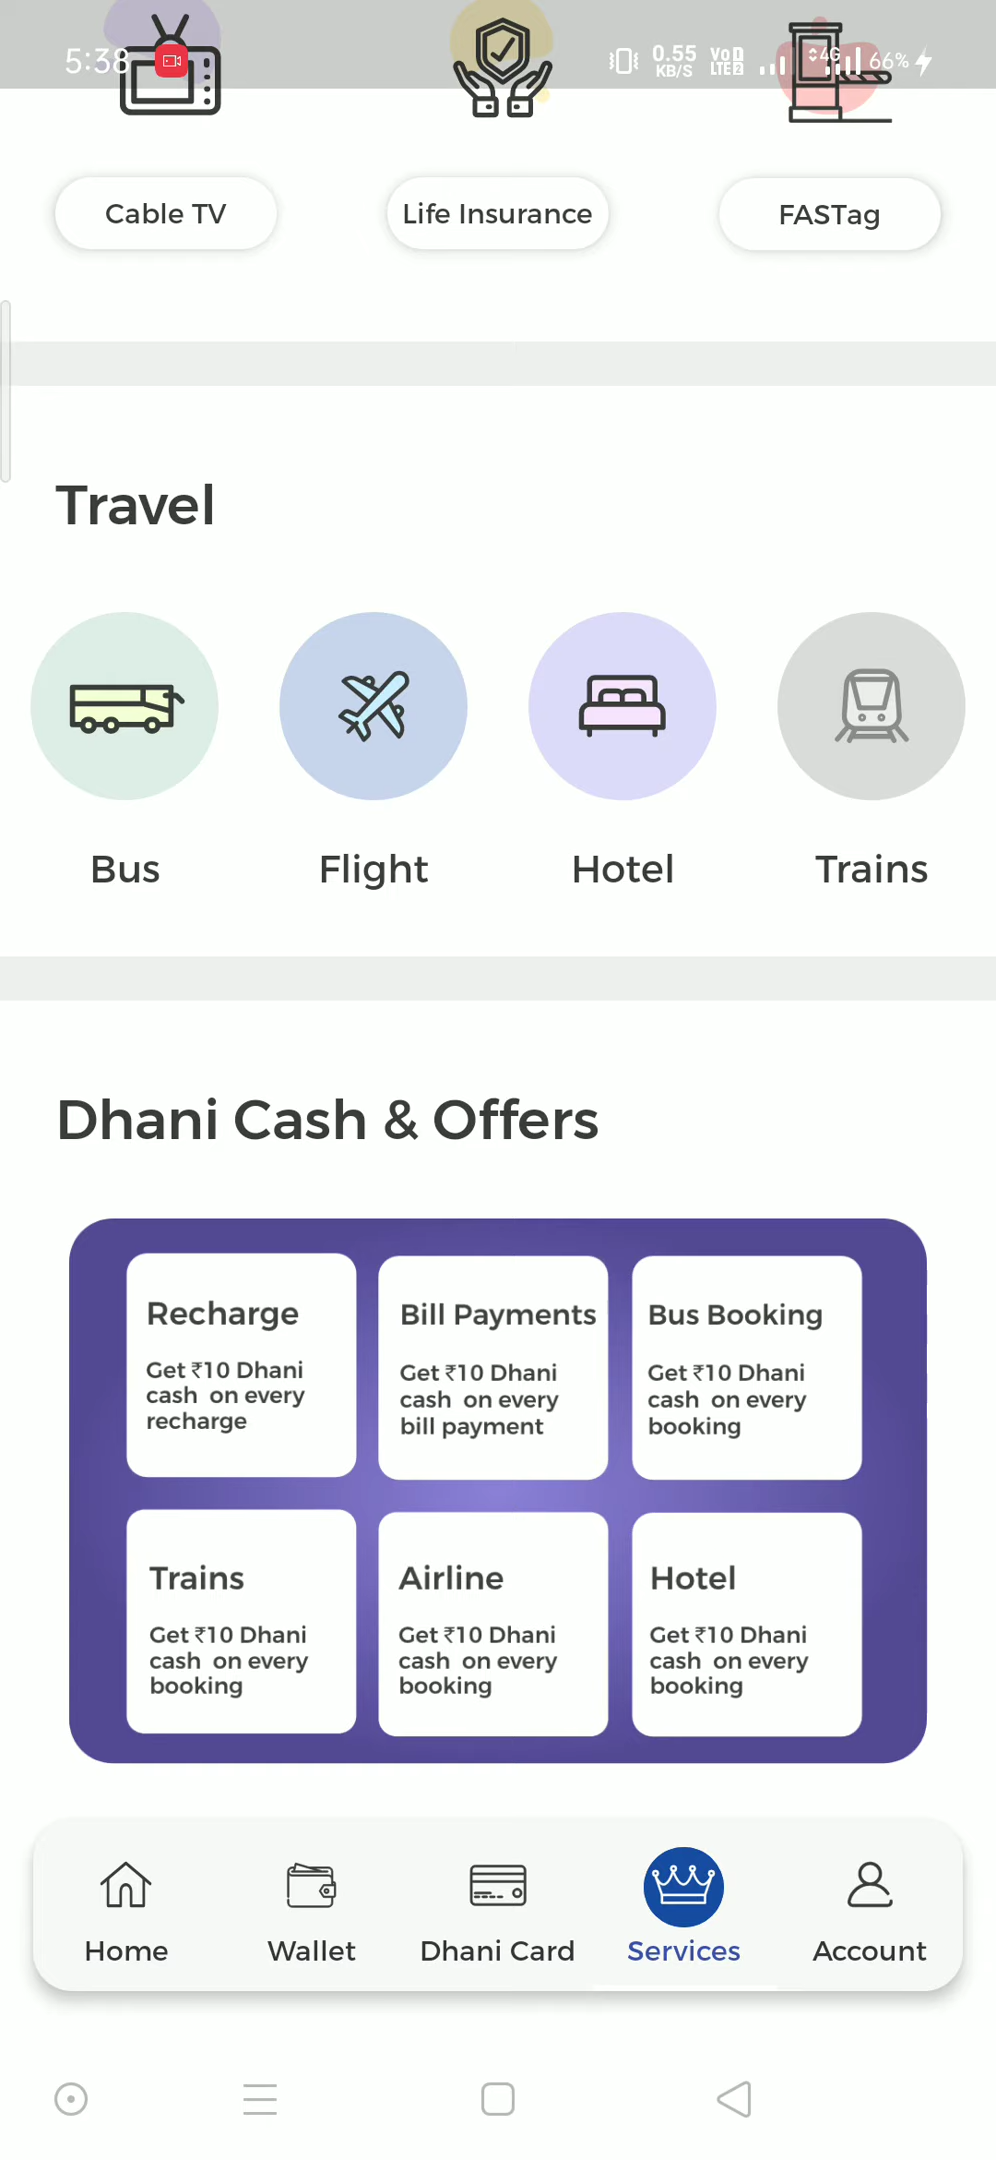 5:38 0.55 KB/S Vo LTE 2 4G 66%
Cable TV Life Insurance FASTag
Travel
Bus Flight Hotel Trains
Dhani Cash & Offers
Recharge
Get ₹10 Dhani
cash on every
recharge
Bill Payments
Get ₹10 Dhani
cash on every
bill payment
Bus Booking
Get ₹10 Dhani
cash on every
booking
Trains
Get ₹10 Dhani
cash on every
booking
Airline
Get ₹10 Dhani
cash on every
booking
Hotel
Get ₹10 Dhani
cash on every
booking
Home Wallet Dhani Card Services Account